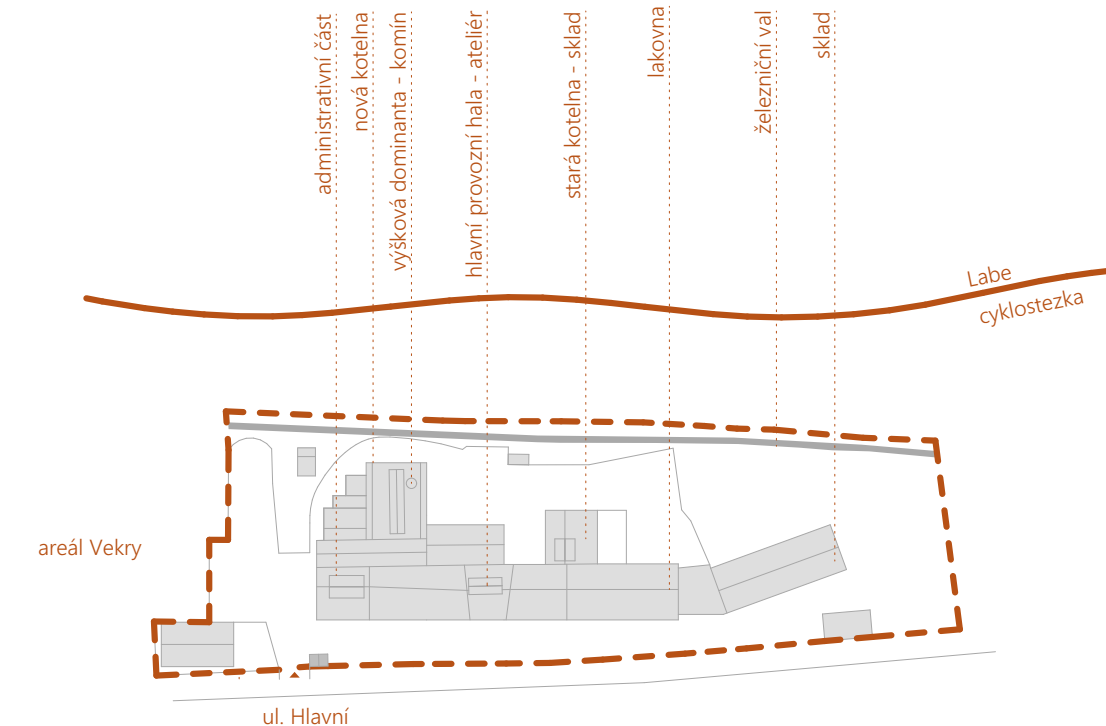 administrativní část
nová kotelna
výšková dominanta - komín
hlavní provozní hala - ateliér
stará kotelna - sklad
lakovna
železniční val
sklad
Labe
cyklostezka
areál Vekry
ul. Hlavní